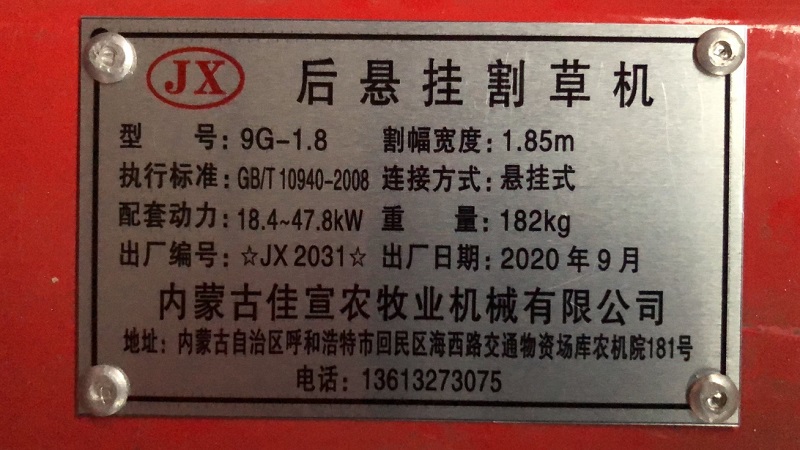 JX 后悬挂割草机
型 号: 9G-1.8 割幅宽度: 1.85m
执行标准: GB/T 10940-2008 连接方式: 悬挂式
配套动力: 18.4~47.8kW 重 量: 182kg
出厂编号: ☆JX 2031☆ 出厂日期: 2020 年 9 月
内蒙古佳宣农牧业机械有限公司
地址: 内蒙古自治区呼和浩特市回民区海西路交通物资场库农机院181号
电话: 13613273075